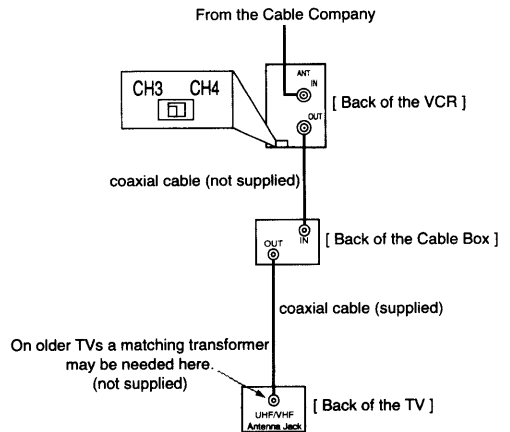 From the Cable Company
CH3 CH4
ANT
IN
[ Back of the VCR ]
OUT
coaxial cable (not supplied)
OUT
IN
[ Back of the Cable Box ]
coaxial cable (supplied)
On older TVs a matching transformer
may be needed here.
(not supplied)
UHF/VHF
Antenna Jack
[ Back of the TV ]